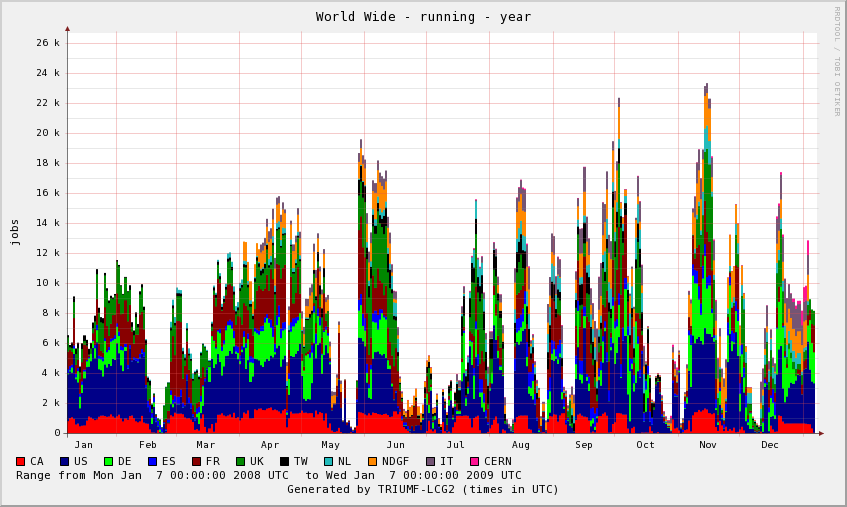 World Wide - running - year
RRDTOOL / TOBI OETIKER
jobs
26 k
24 k
22 k
20 k
18 k
16 k
14 k
12 k
10 k
8 k
6 k
4 k
2 k
0
Jan Feb Mar Apr May Jun Jul Aug Sep Oct Nov Dec
CA US DE ES FR UK TW NL NDGF IT CERN
Range from Mon Jan  7 00:00:00 2008 UTC  to Wed Jan  7 00:00:00 2009 UTC
Generated by TRIUMF-LCG2 (times in UTC)